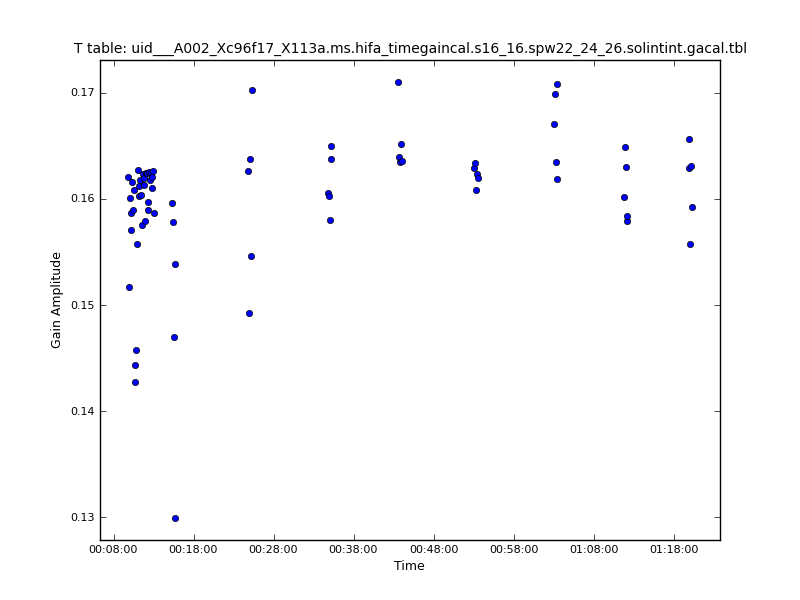 T table: uid___A002_Xc96f17_X113a.ms.hifa_timegaincal.s16_16.spw22_24_26.solintint.gacal.tbl
0.17
0.16
0.15
0.14
0.13
Gain Amplitude
00:08:00 00:18:00 00:28:00 00:38:00 00:48:00 00:58:00 01:08:00 01:18:00
Time